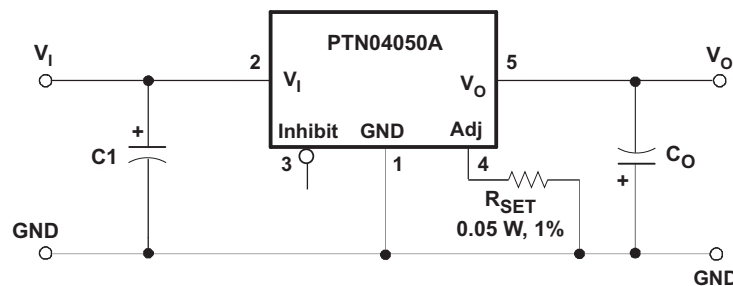 PTN04050A
V_I
2
V_I
5
V_O
V_O
+
C1
Inhibit
GND
Adj
3
1
4
C_O
+
R_SET
0.05 W, 1%
GND
GND